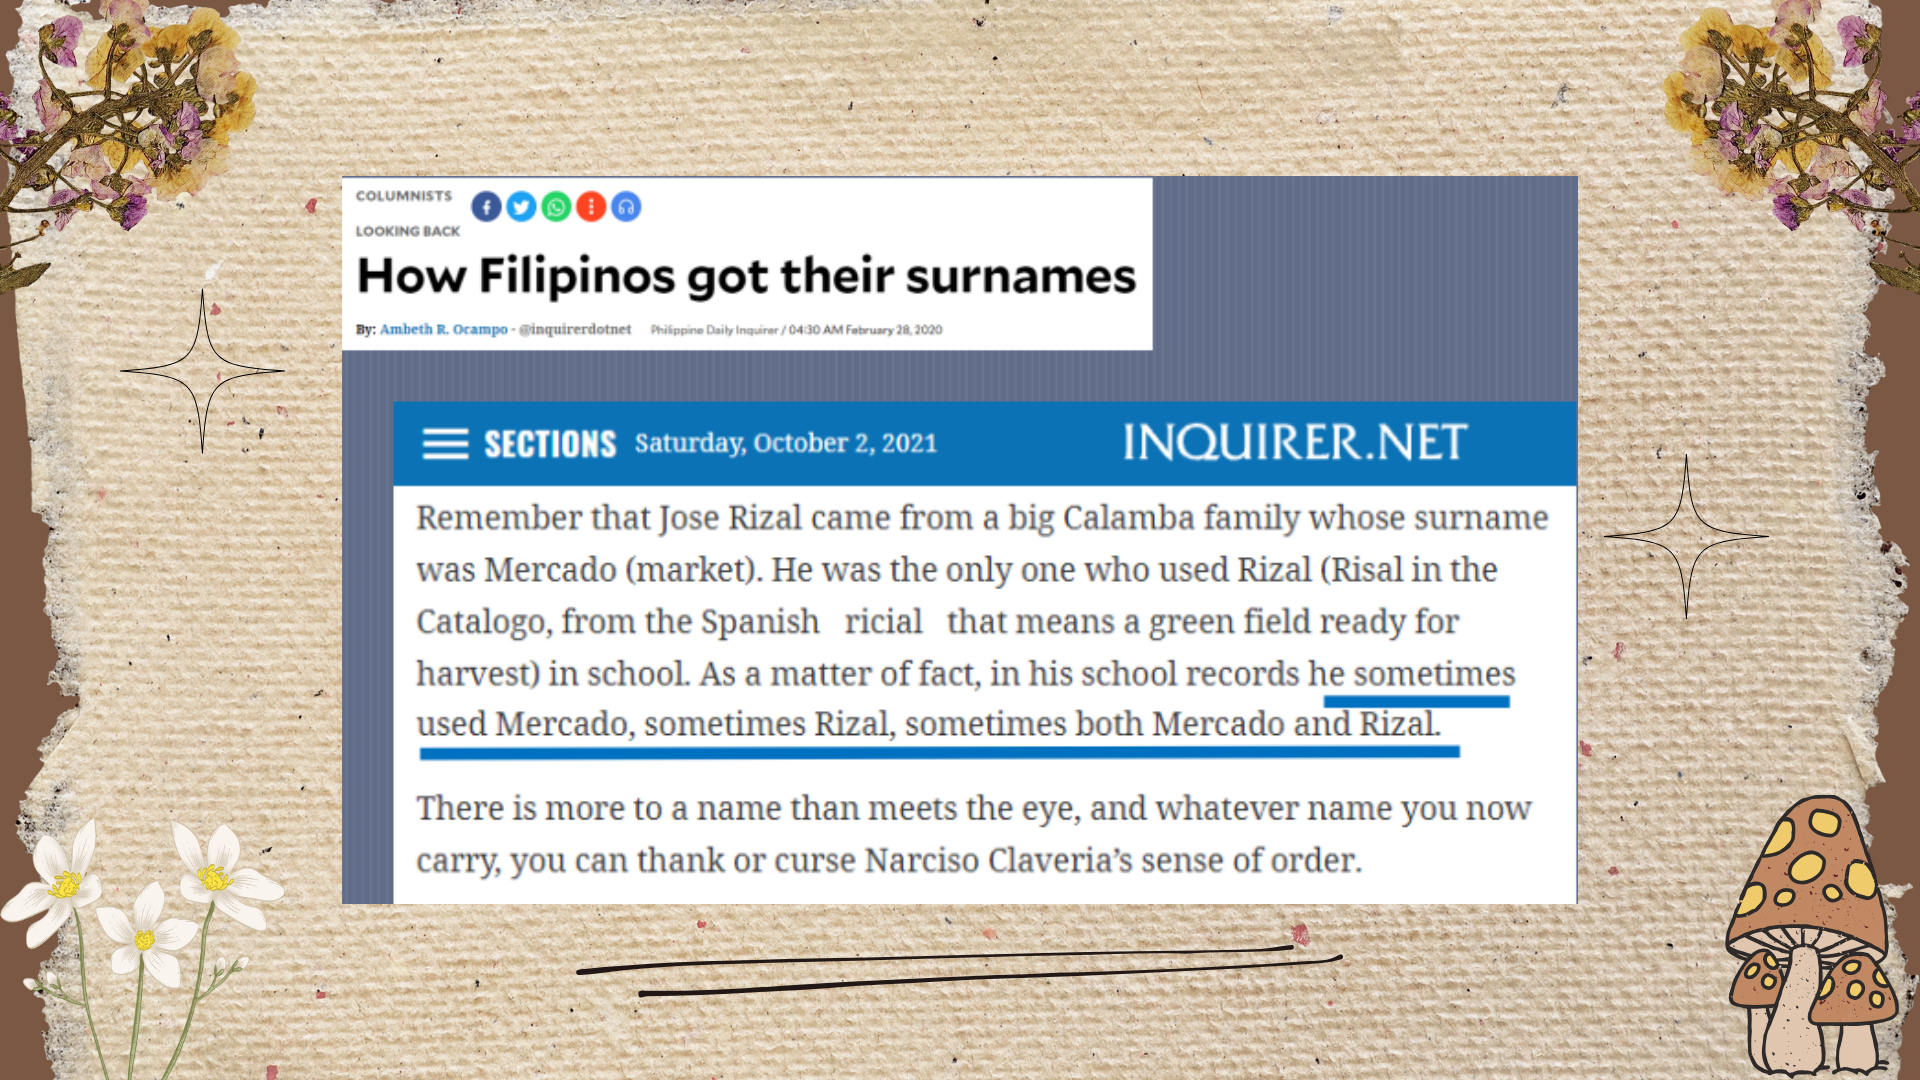 COLUMNISTS
LOOKING BACK
How Filipinos got their surnames
By: Ambeth R. Ocampo - @inquirerdotnet Philippine Daily Inquirer / 04:30 AM February 28, 2020
SECTIONS Saturday, October 2, 2021 INQUIRER.NET
Remember that Jose Rizal came from a big Calamba family whose surname
was Mercado (market). He was the only one who used Rizal (Risal in the
Catalogo, from the Spanish ricial that means a green field ready for
harvest) in school. As a matter of fact, in his school records he sometimes
used Mercado, sometimes Rizal, sometimes both Mercado and Rizal.
There is more to a name than meets the eye, and whatever name you now
carry, you can thank or curse Narciso Claveria’s sense of order.